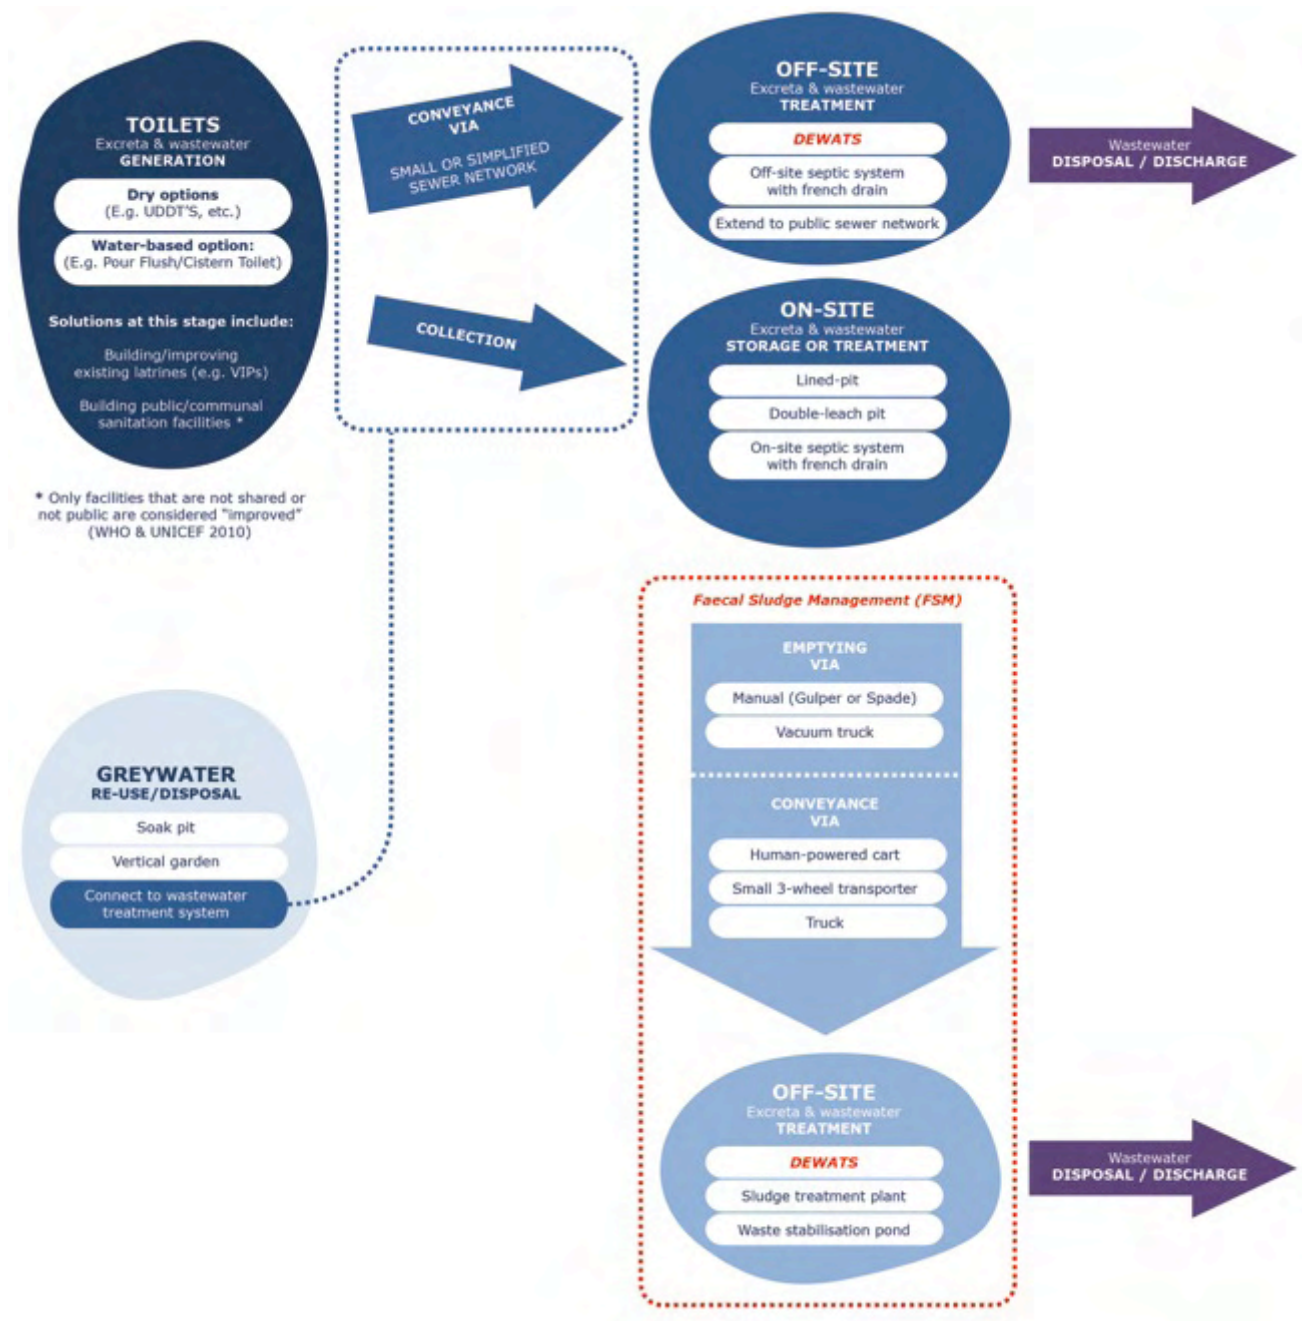 TOILETS
Excreta & wastewater
GENERATION
Dry options
(E.g. UDDT'S, etc.)
Water-based option:
(E.g. Pour Flush/Cistern Toilet)
Solutions at this stage include:
Building/improving
existing latrines (e.g. VIPs)
Building public/communal
sanitation facilities *
* Only facilities that are not shared or
not public are considered "improved"
(WHO & UNICEF 2010)
CONVEYANCE
VIA
SMALL OR SIMPLIFIED
SEWER NETWORK
COLLECTION
OFF-SITE
Excreta & wastewater
TREATMENT
DEWATS
Off-site septic system
with french drain
Extend to public sewer network
Wastewater
DISPOSAL / DISCHARGE
ON-SITE
Excreta & wastewater
STORAGE OR TREATMENT
Lined-pit
Double-leach pit
On-site septic system
with french drain
GREYWATER
RE-USE/DISPOSAL
Soak pit
Vertical garden
Connect to wastewater
treatment system
Faecal Sludge Management (FSM)
EMPTYING
VIA
Manual (Gulper or Spade)
Vacuum truck
CONVEYANCE
VIA
Human-powered cart
Small 3-wheel transporter
Truck
OFF-SITE
Excreta & wastewater
TREATMENT
DEWATS
Sludge treatment plant
Waste stabilisation pond
Wastewater
DISPOSAL / DISCHARGE